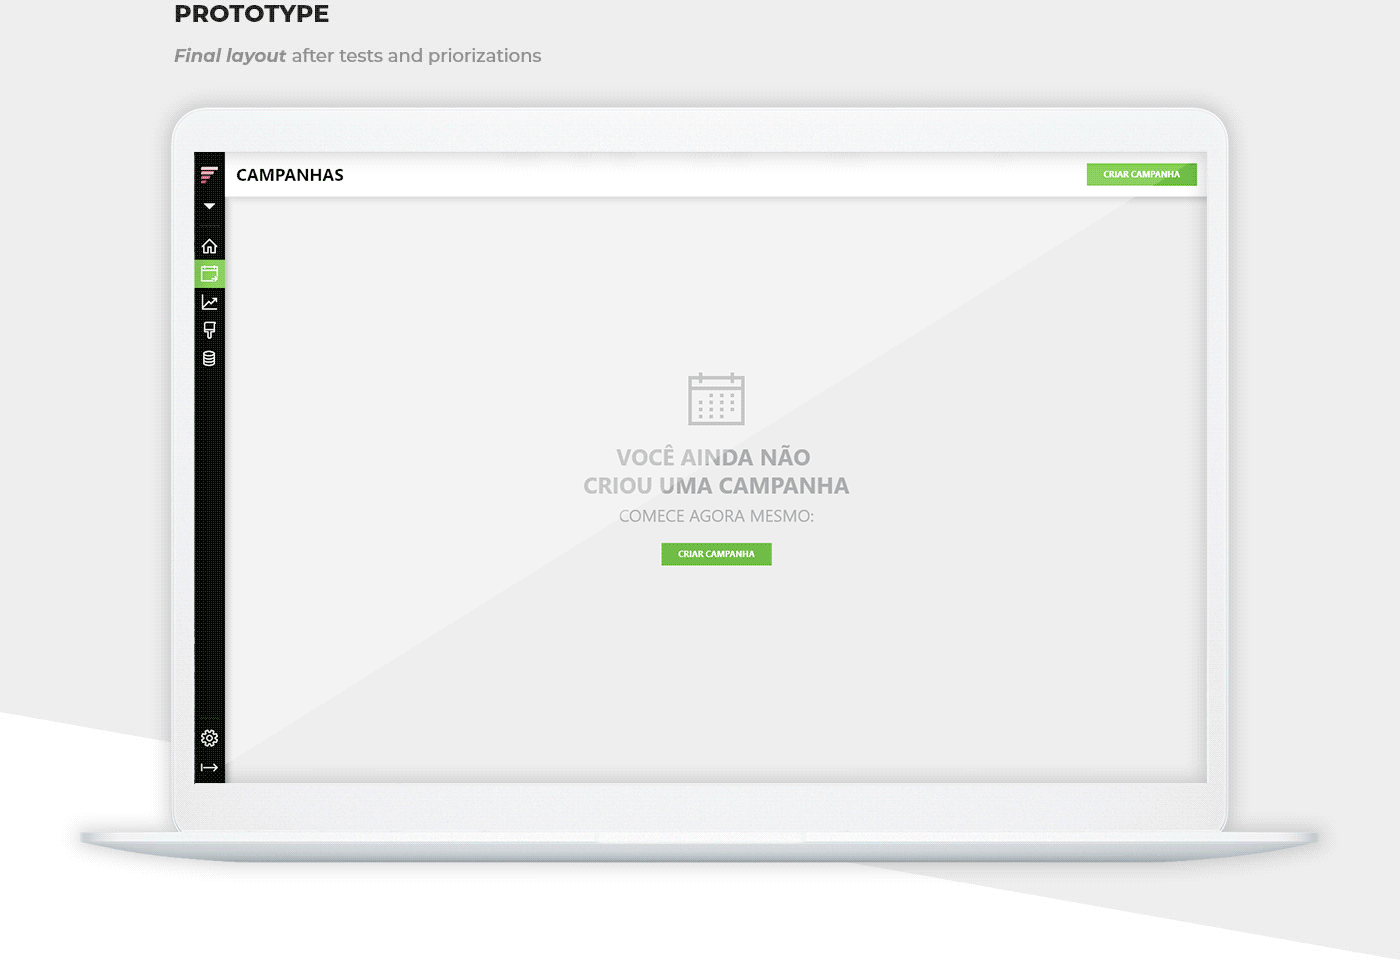 PROTOTYPE
Final layout after tests and priorizations
CAMPANHAS
CRIAR CAMPANHA
VOCÊ AINDA NÃO
CRIOU UMA CAMPANHA
COMECE AGORA MESMO:
CRIAR CAMPANHA